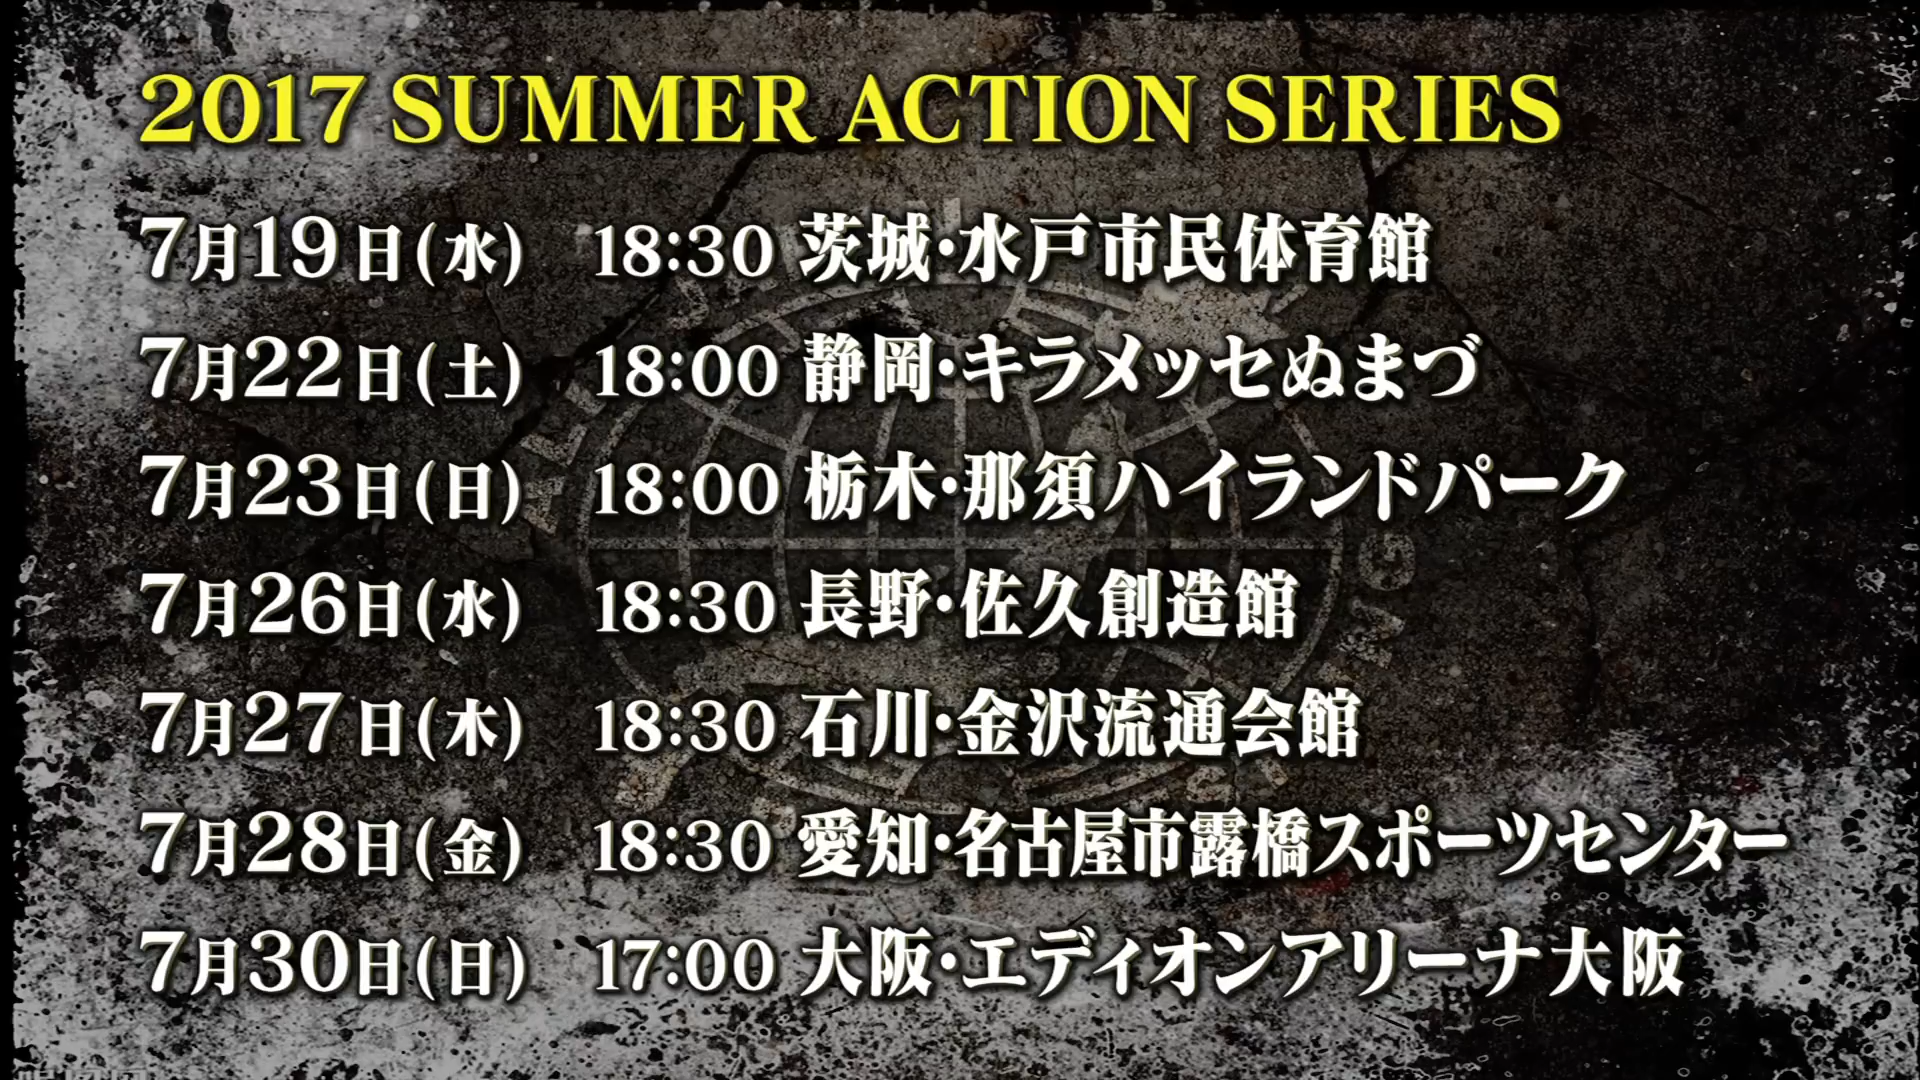 2017 SUMMER ACTION SERIES
7月19日(水) 18:30 茨城・水戸市民体育館
7月22日(土) 18:00 静岡・キラメッセぬまづ
7月23日(日) 18:00 栃木・那須ハイランドパーク
7月26日(水) 18:30 長野・佐久創造館
7月27日(木) 18:30 石川・金沢流通会館
7月28日(金) 18:30 愛知・名古屋市露橋スポーツセンター
7月30日(日) 17:00 大阪・エディオンアリーナ大阪